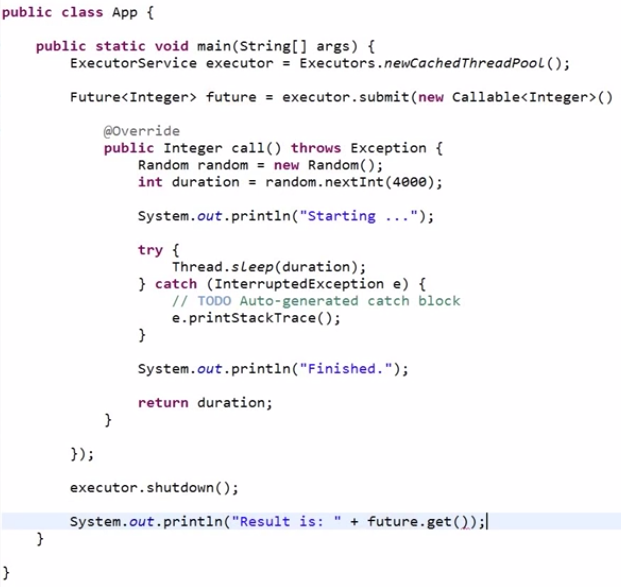 public class App {
    public static void main(String[] args) {
        ExecutorService executor = Executors.newCachedThreadPool();
        Future<Integer> future = executor.submit(new Callable<Integer>()
            @Override
            public Integer call() throws Exception {
                Random random = new Random();
                int duration = random.nextInt(4000);
                System.out.println("Starting ...");
                try {
                    Thread.sleep(duration);
                } catch (InterruptedException e) {
                    // TODO Auto-generated catch block
                    e.printStackTrace();
                }
                System.out.println("Finished.");
                return duration;
            }
        });
        executor.shutdown();
        System.out.println("Result is: " + future.get());
    }
}